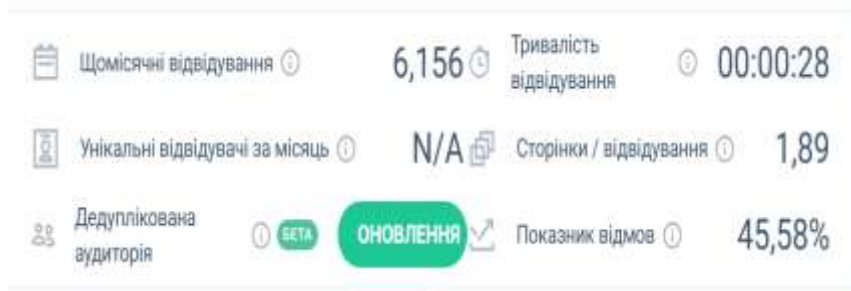 Щомісячні відвідування 6,156 Тривалість відвідування 00:00:28
Унікальні відвідувачі за місяць N/A Сторінки / відвідування 1,89
Дедуплікована аудиторія БЕТА ОНОВЛЕННЯ Показник відмов 45,58%